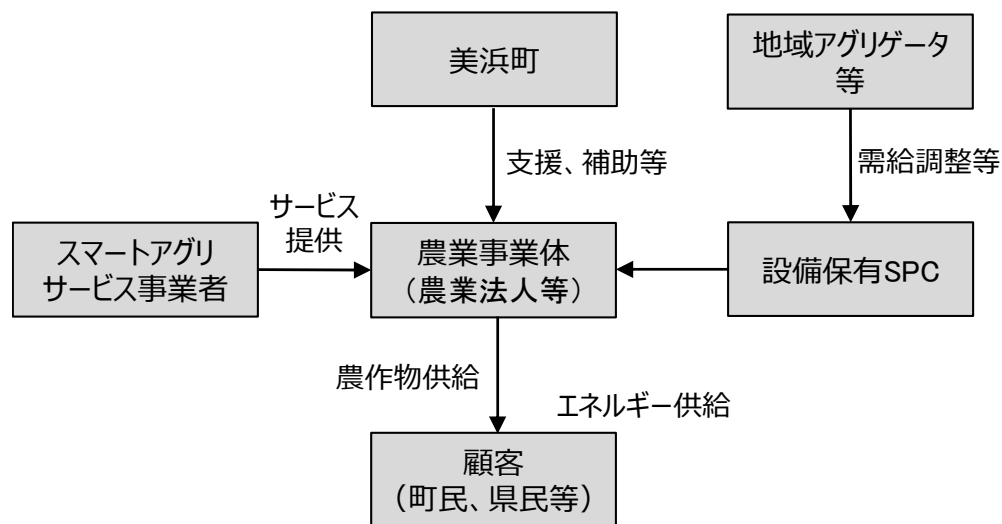 美浜町
地域アグリゲータ
等
支援、補助等
需給調整等
サービス
提供
スマートアグリ
サービス事業者
農業事業体
（農業法人等）
設備保有SPC
農作物供給
エネルギー供給
顧客
（町民、県民等）